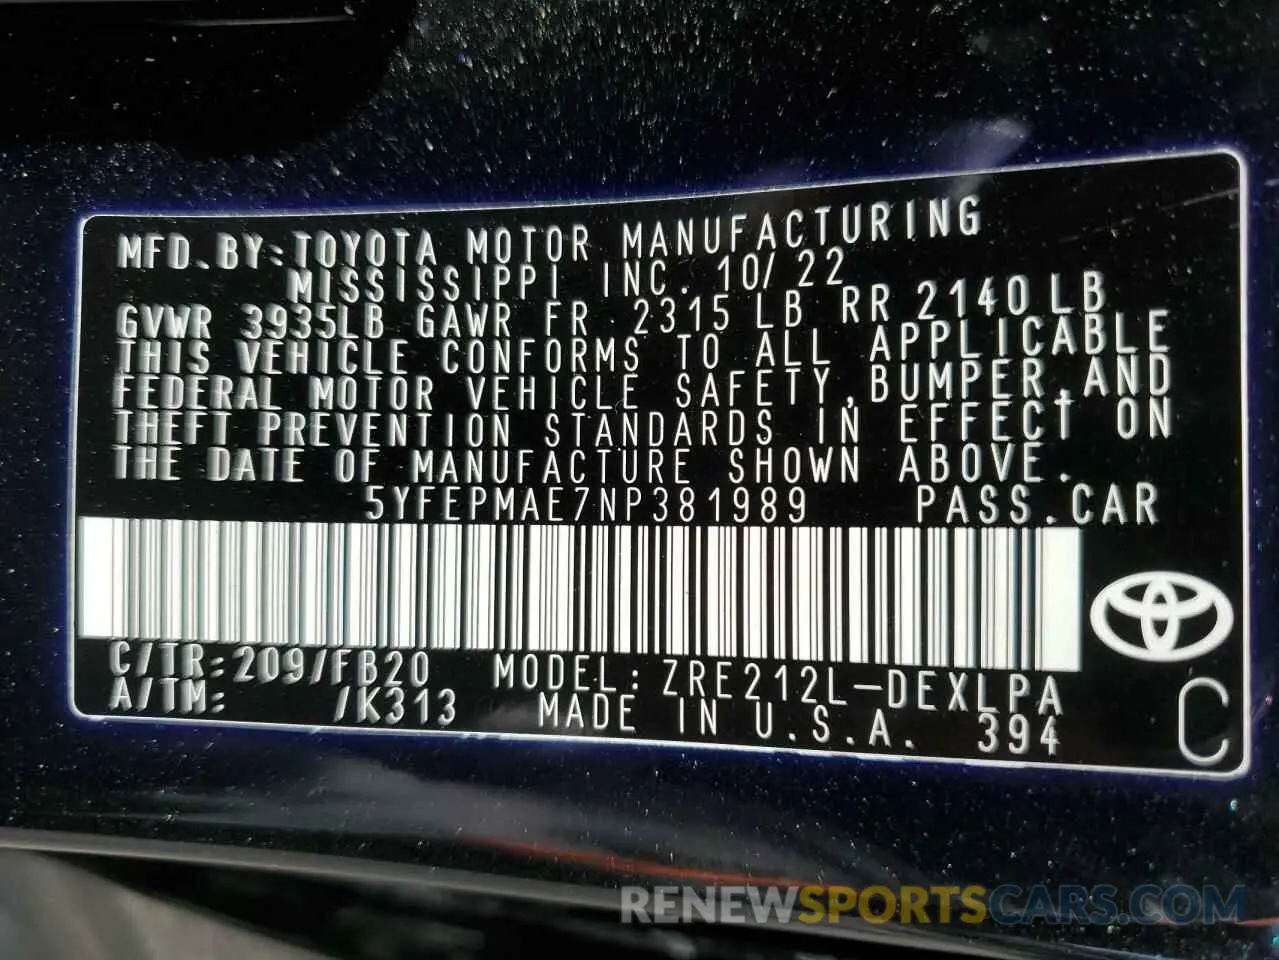 MFD.BY:TOYOTA MOTOR MANUFACTURING
MISSISSIPPI INC. 10/22
GVWR 3935LB GAWR FR 2315 LB RR 2140LB
THIS VEHICLE CONFORMS TO ALL APPLICABLE
FEDERAL MOTOR VEHICLE SAFETY,BUMPER,AND
THEFT PREVENTION STANDARDS IN EFFECT ON
THE DATE OF MANUFACTURE SHOWN ABOVE.
5YFEPMAE7NP381989 PASS.CAR
C/TR:209/FB20 MODEL:ZRE212L-DEXLPA
A/TM: /K313 MADE IN U.S.A. 394
C
RENEWSPORTSCARS.COM